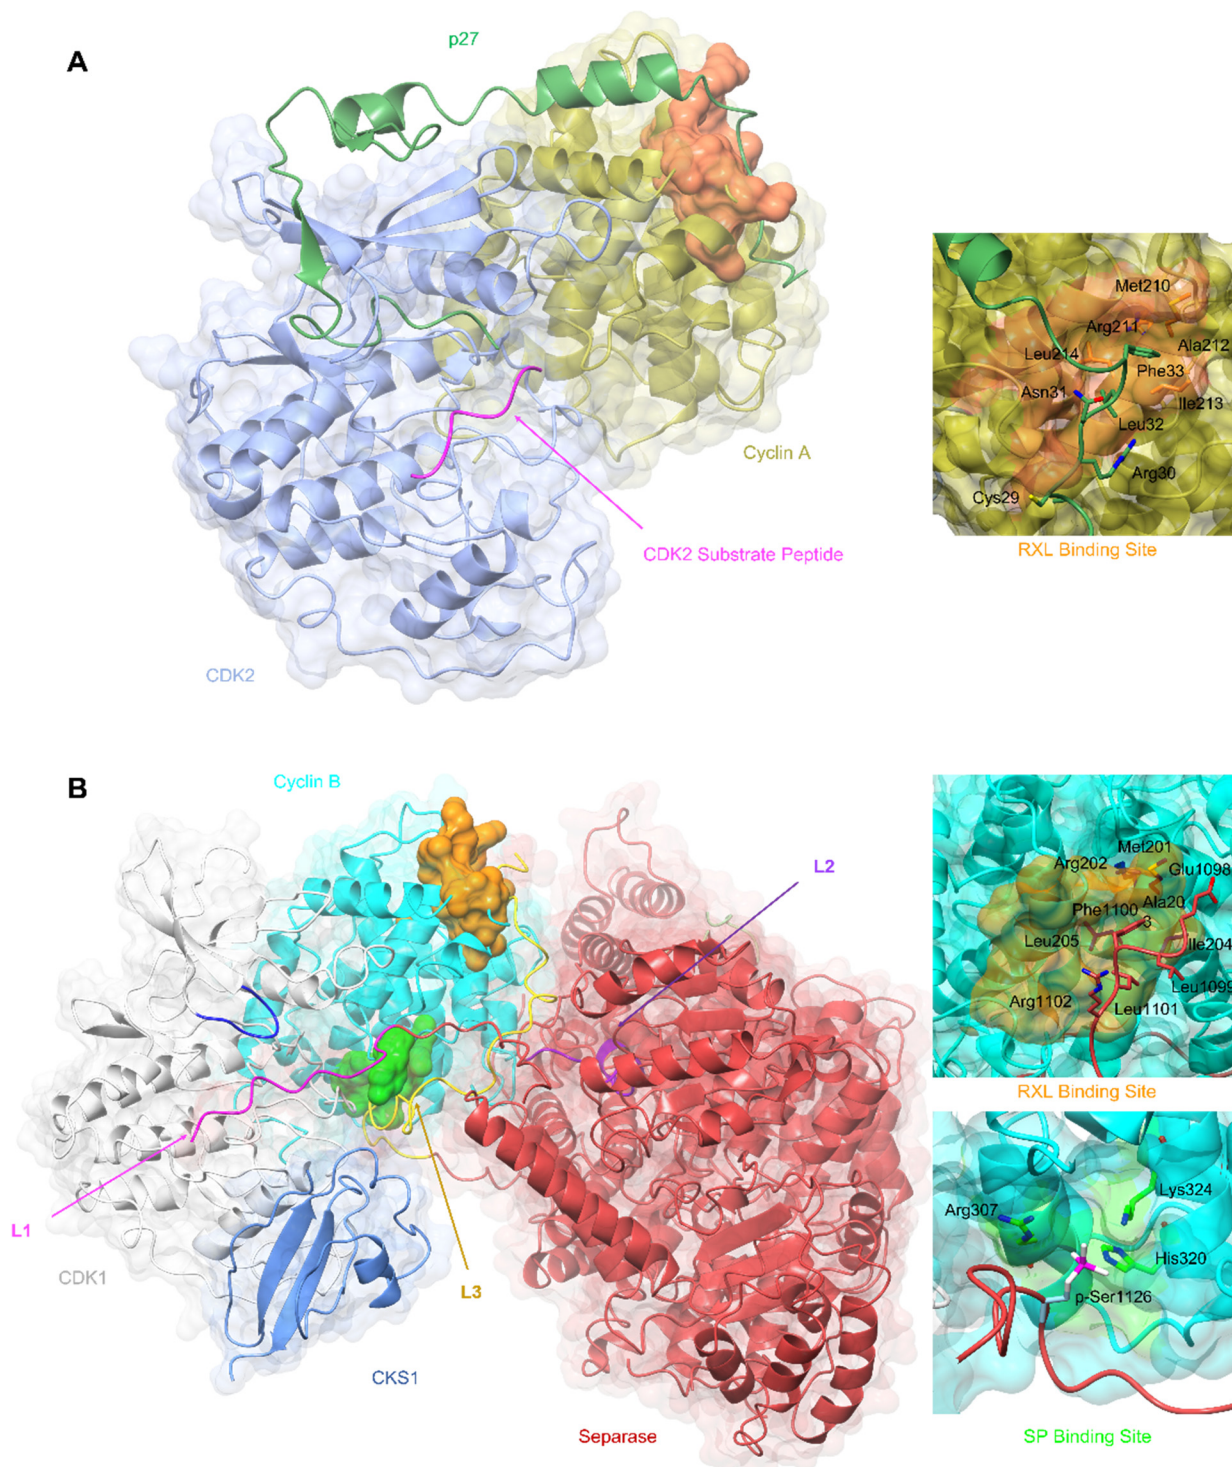 A
p27
Met210
Arg211
Ala212
Leu214
Phe33
Asn31
Ile213
Leu32
Cyclin A
Arg30
Cys29
RXL Binding Site
CDK2 Substrate Peptide
CDK2
B
Cyclin B
L2
Met201
Arg202
Glu1098
Ala20
3
Phe1100
Leu205
Ile204
Leu1099
Arg1102
Leu1101
RXL Binding Site
L1
CDK1
L3
CKS1
Separase
Lys324
Arg307
His320
p-Ser1126
SP Binding Site